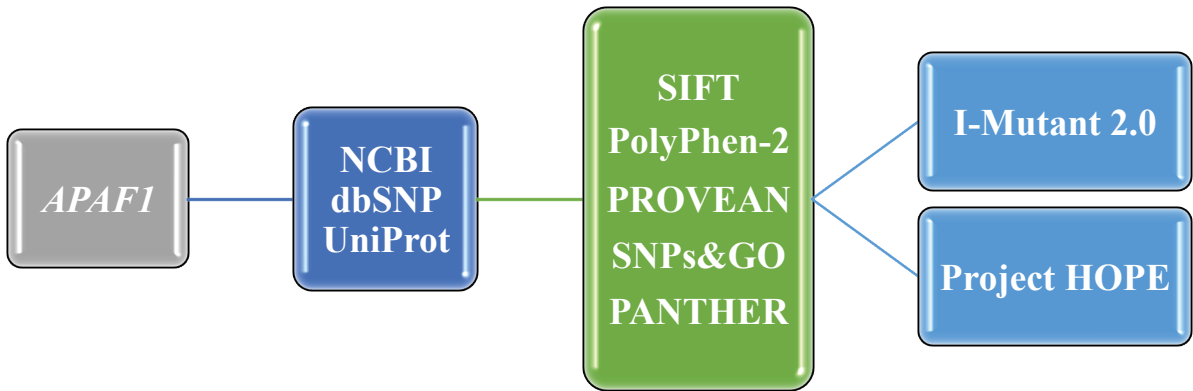 APAF1
NCBI
dbSNP
UniProt
SIFT
PolyPhen-2
PROVEAN
SNPs&GO
PANTHER
I-Mutant 2.0
Project HOPE